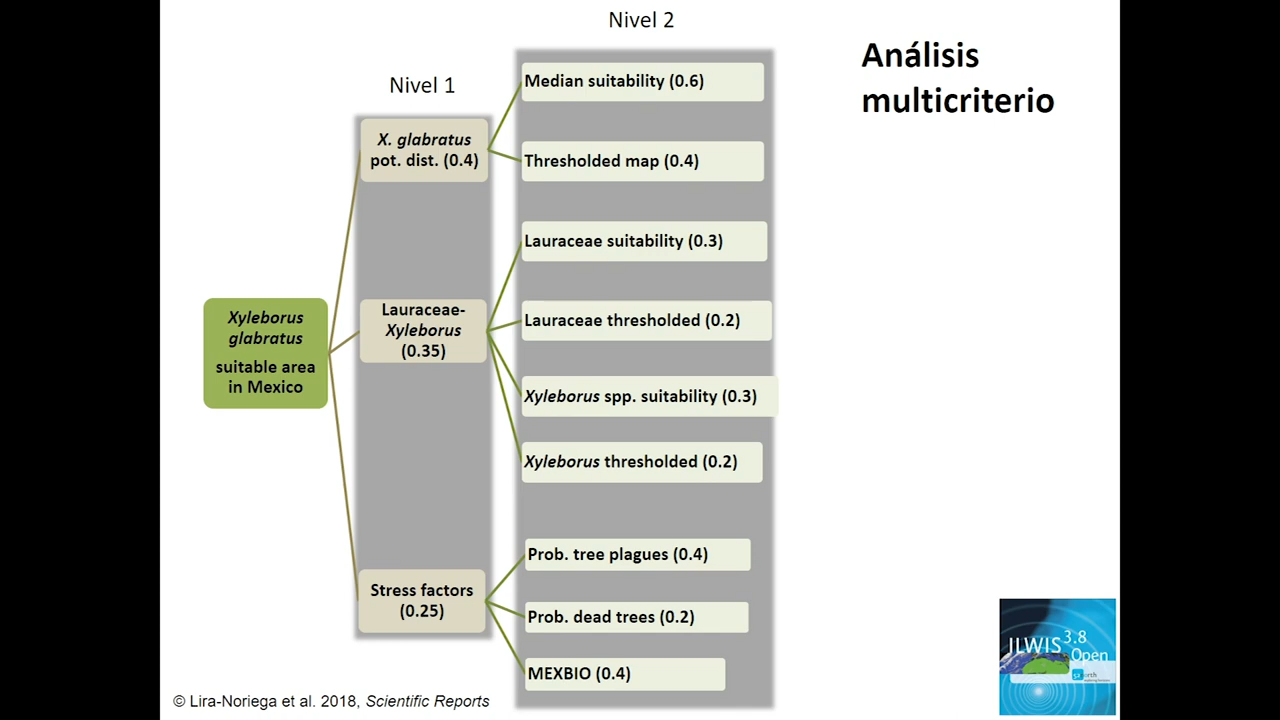 Nivel 2
Análisis
multicriterio
Nivel 1
Median suitability (0.6)
X. glabratus
pot. dist. (0.4)
Thresholded map (0.4)
Lauraceae suitability (0.3)
Lauraceae-
Xyleborus
(0.35)
Lauraceae thresholded (0.2)
Xyleborus
glabratus
suitable area
in Mexico
Xyleborus spp. suitability (0.3)
Xyleborus thresholded (0.2)
Prob. tree plagues (0.4)
Stress factors
(0.25)
Prob. dead trees (0.2)
MEXBIO (0.4)
ILWIS 3.8
Open
© Lira-Noriega et al. 2018, Scientific Reports